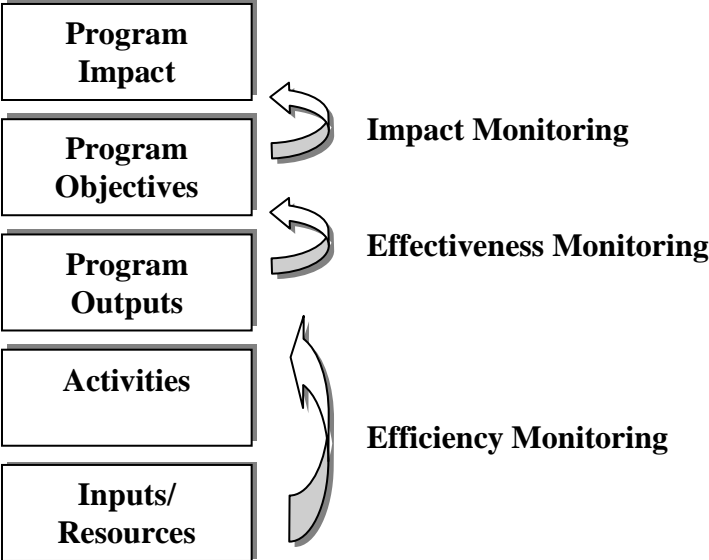 Program
Impact
Impact Monitoring
Program
Objectives
Effectiveness Monitoring
Program
Outputs
Activities
Efficiency Monitoring
Inputs/
Resources